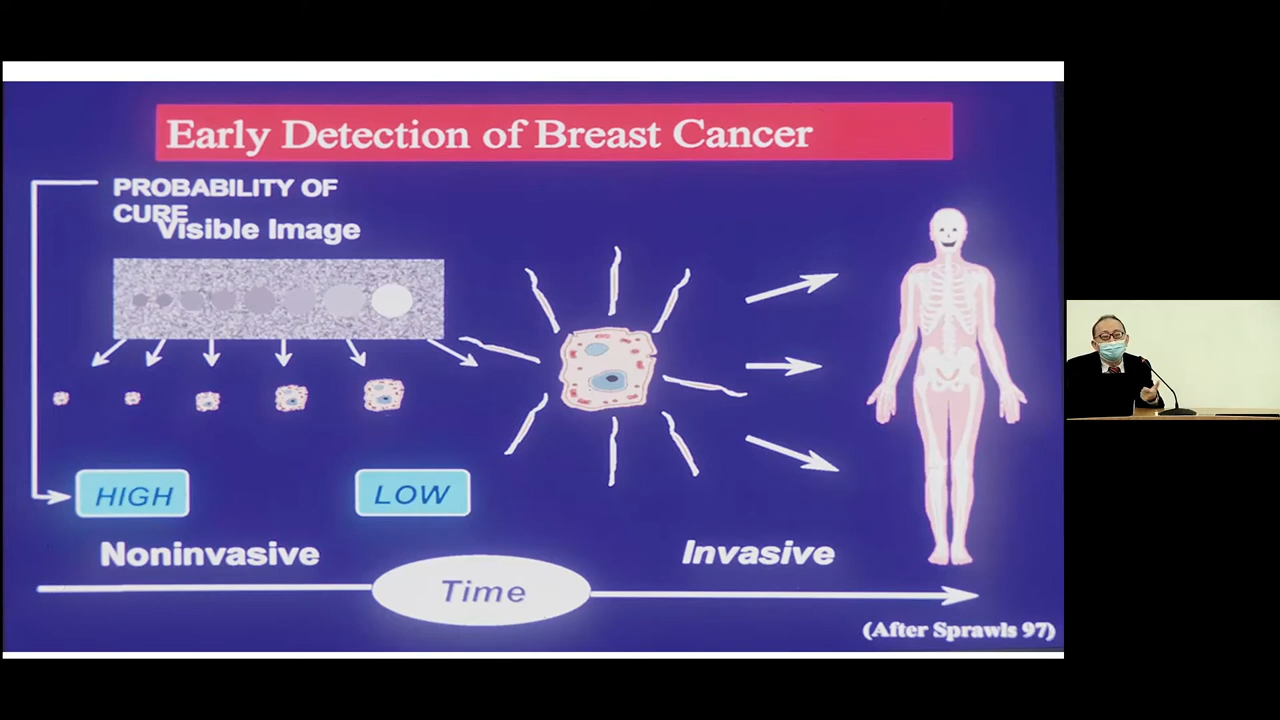 Early Detection of Breast Cancer
PROBABILITY OF
CURE
Visible Image
HIGH
LOW
Noninvasive
Invasive
Time
(After Sprawls 97)